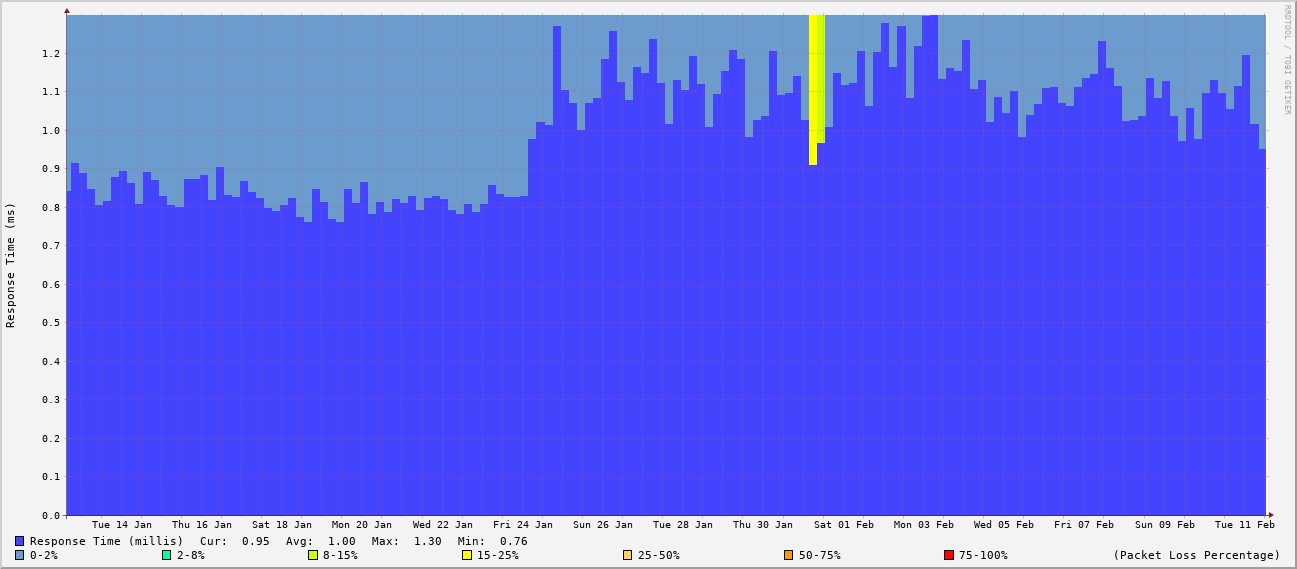 RRDTOOL / TOBI OETIKER
Response Time (ms)
1.2
1.1
1.0
0.9
0.8
0.7
0.6
0.5
0.4
0.3
0.2
0.1
0.0
Tue 14 Jan Thu 16 Jan Sat 18 Jan Mon 20 Jan Wed 22 Jan Fri 24 Jan Sun 26 Jan Tue 28 Jan Thu 30 Jan Sat 01 Feb Mon 03 Feb Wed 05 Feb Fri 07 Feb Sun 09 Feb Tue 11 Feb
Response Time (millis) Cur: 0.95 Avg: 1.00 Max: 1.30 Min: 0.76
0-2% 2-8% 8-15% 15-25% 25-50% 50-75% 75-100% (Packet Loss Percentage)